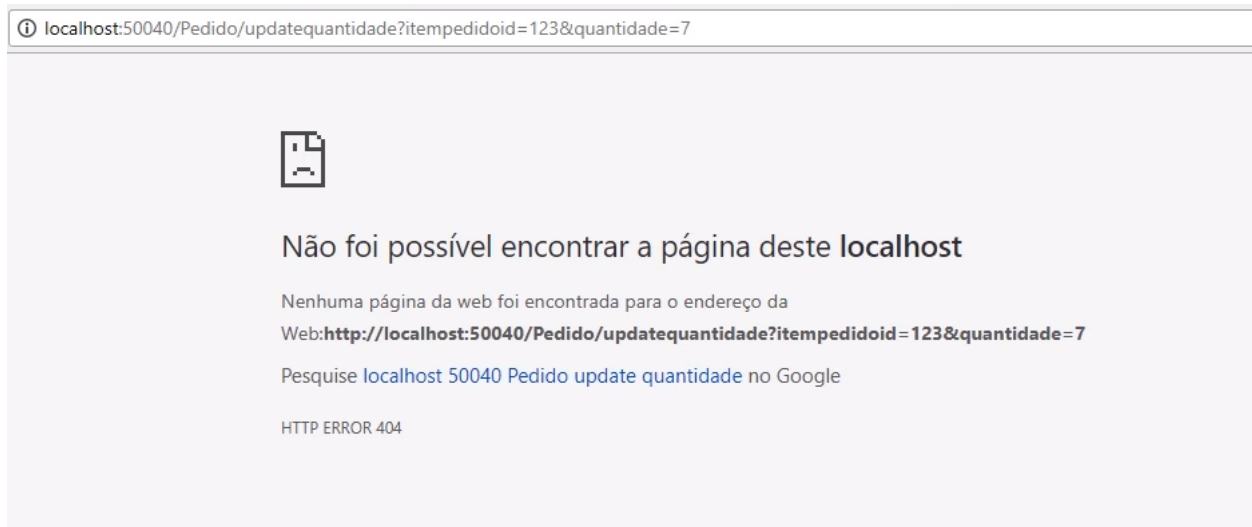 localhost:50040/Pedido/updatequantidade?itempedidoid=123&quantidade=7
Não foi possível encontrar a página deste localhost
Nenhuma página da web foi encontrada para o endereço da
Web:http://localhost:50040/Pedido/updatequantidade?itempedidoid=123&quantidade=7
Pesquise localhost 50040 Pedido update quantidade no Google
HTTP ERROR 404